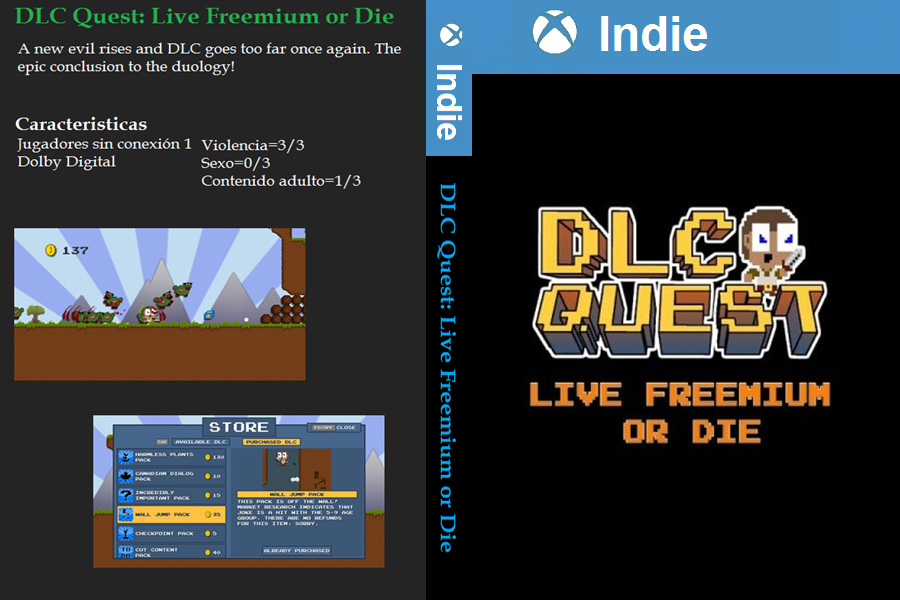 DLC Quest: Live Freemium or Die
A new evil rises and DLC goes too far once again. The
epic conclusion to the duology!
Caracteristicas
Jugadores sin conexión 1
Dolby Digital
Violencia=3/3
Sexo=0/3
Contenido adulto=1/3
137
STORE
ESCAPE CLOSE
TAB AVAILABLE DLC
PURCHASED DLC
HARMLESS PLANTS
PACK
130
CANADIAN DIALOG
PACK
10
INCREDIBLY
IMPORTANT PACK
15
WALL JUMP PACK
35
CHECKPOINT PACK
5
CUT CONTENT
PACK
40
WALL JUMP PACK
THIS PACK IS OFF THE WALL!
MARKET RESEARCH INDICATES THAT
JOKE IS A HIT WITH THE 5-9 AGE
GROUP. THERE ARE NO REFUNDS
FOR THIS ITEM, SORRY.
ALREADY PURCHASED
Indie
DLC Quest: Live Freemium or Die
Indie
DLC
QUEST
LIVE FREEMIUM
OR DIE